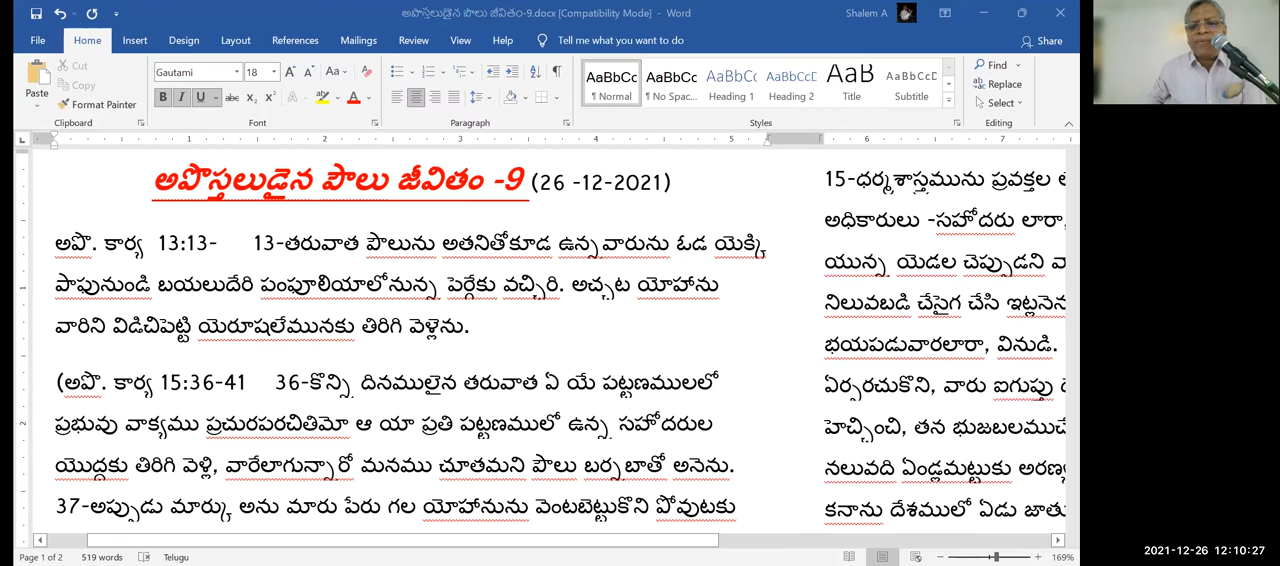 అపొస్తలుడైన పౌలు జీవితం-9.docx [Compatibility Mode] - Word
Shalem A
File Home Insert Design Layout References Mailings Review View Help Tell me what you want to do Share
Paste Cut Copy Format Painter
Gautami 18
AaBbCc AaBbCc AaBbCc AaBbCcD AaB AaBbCcD
¶ Normal ¶ No Spac... Heading 1 Heading 2 Title Subtitle
Find Replace Select
Clipboard Font Paragraph Styles Editing
అపొస్తలుడైన పౌలు జీవితం -9 (26 -12-2021)
అపొ. కార్య 13:13- 13-తరువాత పౌలును అతనితోకూడ ఉన్నవారును ఓడ యెక్కి
పాఫునుండి బయలుదేరి పంఫూలియాలోనున్న పెర్గేకు వచ్చిరి. అచ్చట యోహాను
వారిని విడిచిపెట్టి యెరూషలేమునకు తిరిగి వెళ్లెను.
(అపొ. కార్య 15:36-41 36-కొన్ని దినములైన తరువాత ఏ యే పట్టణములలో
ప్రభువు వాక్యము ప్రచురపరచితిమో ఆ యా ప్రతి పట్టణములో ఉన్న సహోదరుల
యొద్దకు తిరిగి వెళ్లి, వారేలాగున్నారో మనము చూతమని పౌలు బర్నబాతో అనెను.
37-అప్పుడు మార్కు అను మారు పేరు గల యోహానును వెంటబెట్టుకొని పోవుటకు
15-ధర్మశాస్త్రమును ప్రవక్తల
అధికారులు -సహోదరు లారా,
యున్న యెడల చెప్పుడని
నిలువబడి చేసైగ చేసి ఇట్లనెను
భయపడువారలారా, వినుడి.
ఏర్పరచుకొని, వారు ఐగుప్తు
హెచ్చించి, తన భుజబలముచే
నలువది ఏండ్లమట్టుకు
కనాను దేశములో ఏడు
Page 1 of 2 519 words Telugu 169%
2021-12-26 12:10:27